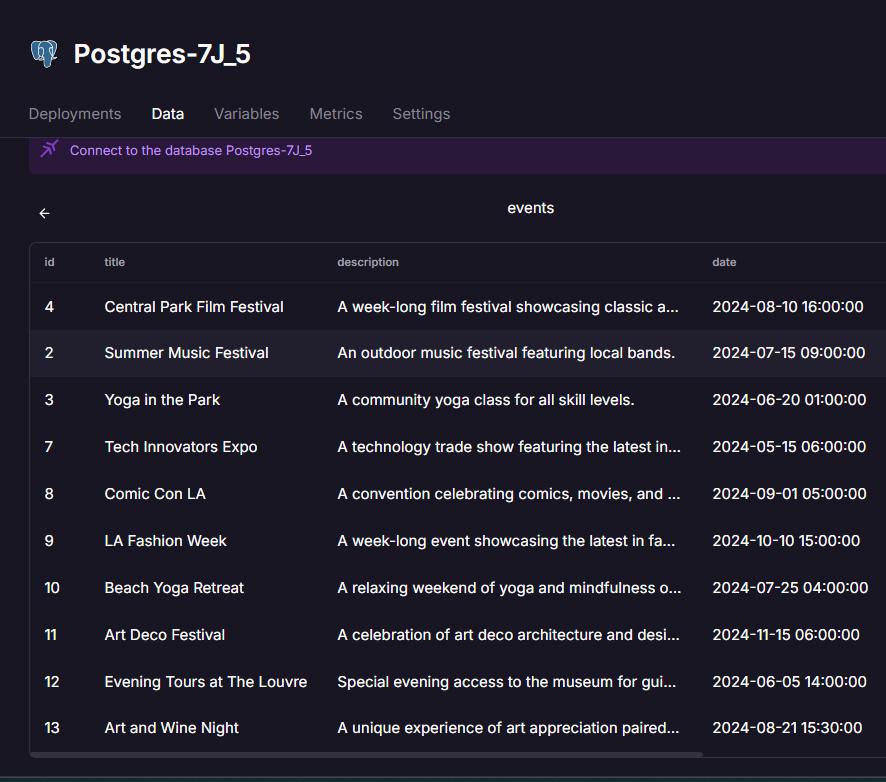 Postgres-7J_5
Deployments Data Variables Metrics Settings
Connect to the database Postgres-7J_5
events
id title description date
4 Central Park Film Festival A week-long film festival showcasing classic a... 2024-08-10 16:00:00
2 Summer Music Festival An outdoor music festival featuring local bands. 2024-07-15 09:00:00
3 Yoga in the Park A community yoga class for all skill levels. 2024-06-20 01:00:00
7 Tech Innovators Expo A technology trade show featuring the latest in... 2024-05-15 06:00:00
8 Comic Con LA A convention celebrating comics, movies, and ... 2024-09-01 05:00:00
9 LA Fashion Week A week-long event showcasing the latest in fa... 2024-10-10 15:00:00
10 Beach Yoga Retreat A relaxing weekend of yoga and mindfulness o... 2024-07-25 04:00:00
11 Art Deco Festival A celebration of art deco architecture and desi... 2024-11-15 06:00:00
12 Evening Tours at The Louvre Special evening access to the museum for gui... 2024-06-05 14:00:00
13 Art and Wine Night A unique experience of art appreciation paired... 2024-08-21 15:30:00